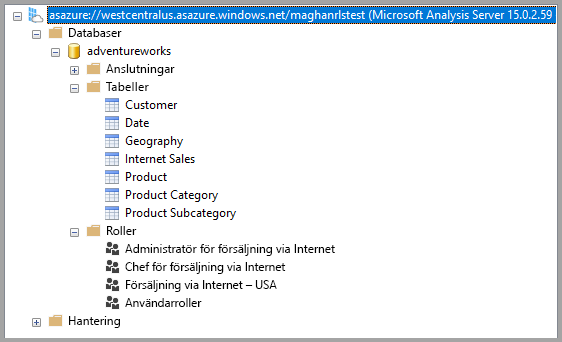 asazure://westcentralus.asazure.windows.net/maghanrlstest (Microsoft Analysis Server 15.0.2.59
Databaser
adventureworks
Anslutningar
Tabeller
Customer
Date
Geography
Internet Sales
Product
Product Category
Product Subcategory
Roller
Administratör för försäljning via Internet
Chef för försäljning via Internet
Försäljning via Internet – USA
Användarroller
Hantering